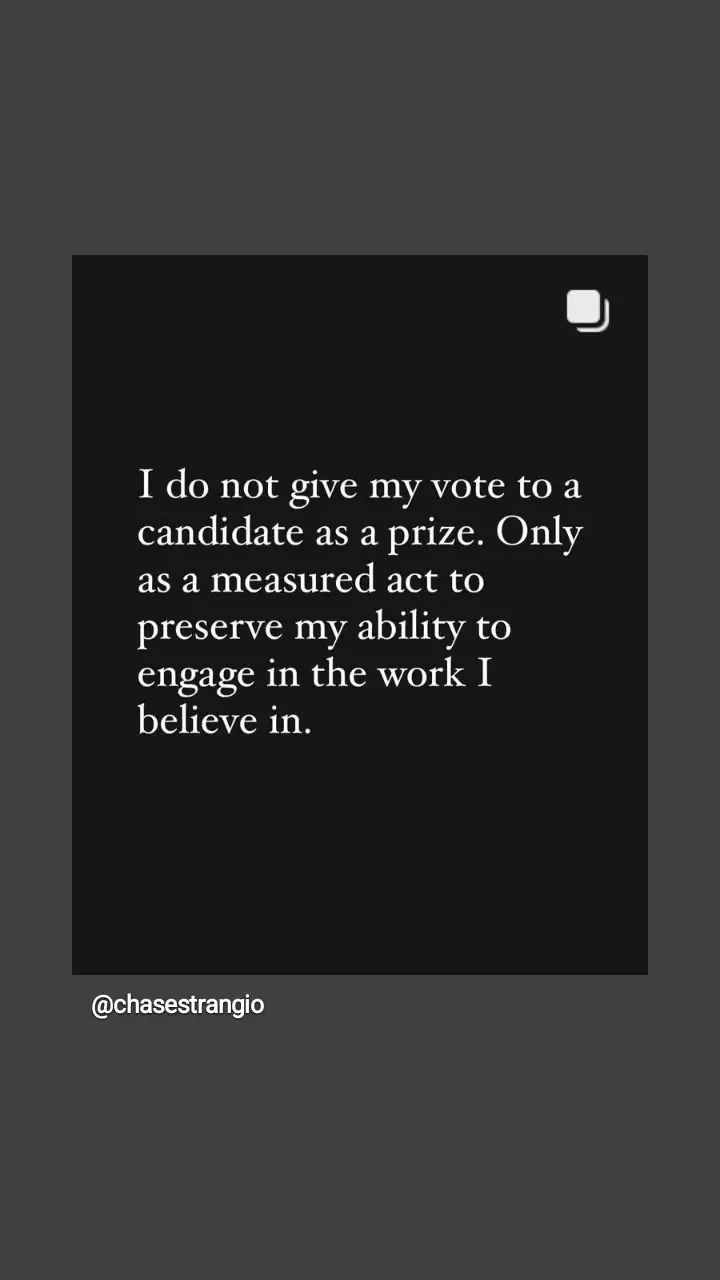 I do not give my vote to a
candidate as a prize. Only
as a measured act to
preserve my ability to
engage in the work I
believe in.
@chasestrangio